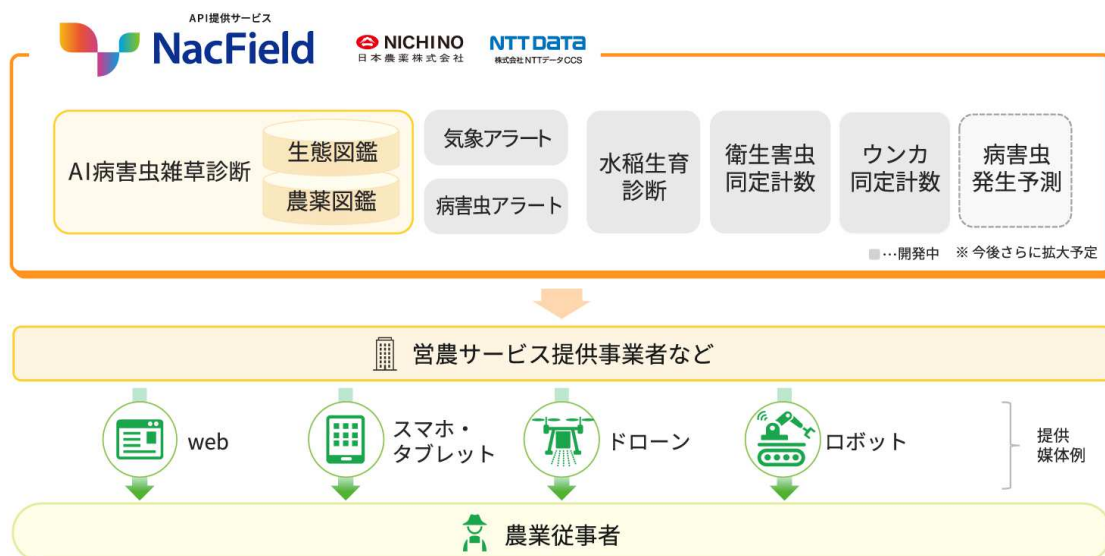 API提供サービス
NacField
NICHINO
日本農薬株式会社
NTT DATA
株式会社NTTデータCCS
AI病害虫雑草診断
生態図鑑
農薬図鑑
気象アラート
病害虫アラート
水稲生育
診断
衛生害虫
同定計数
ウンカ
同定計数
病害虫
発生予測
…開発中 ※今後さらに拡大予定
営農サービス提供事業者など
web
スマホ・
タブレット
ドローン
ロボット
提供
媒体例
農業従事者